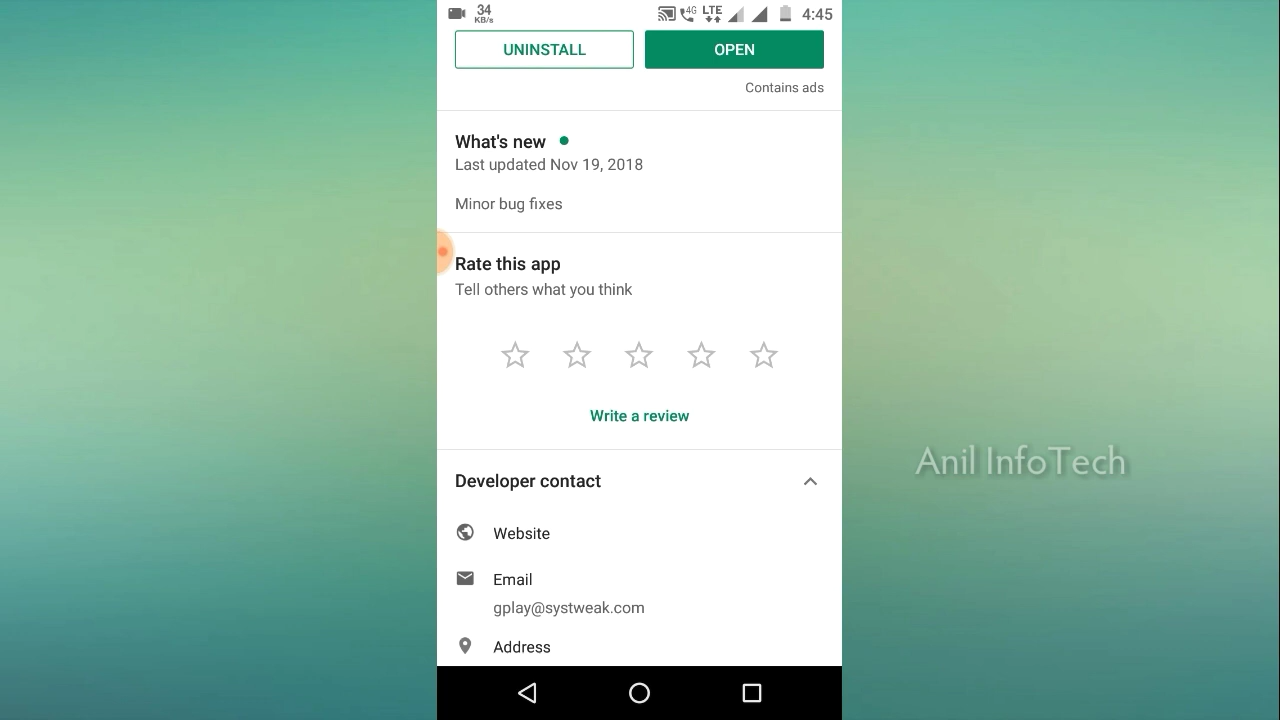 34
KB/s
4G
LTE
4:45
UNINSTALL
OPEN
Contains ads
What's new
Last updated Nov 19, 2018
Minor bug fixes
Rate this app
Tell others what you think
Write a review
Developer contact
Website
Email
gplay@systweak.com
Address
Anil InfoTech